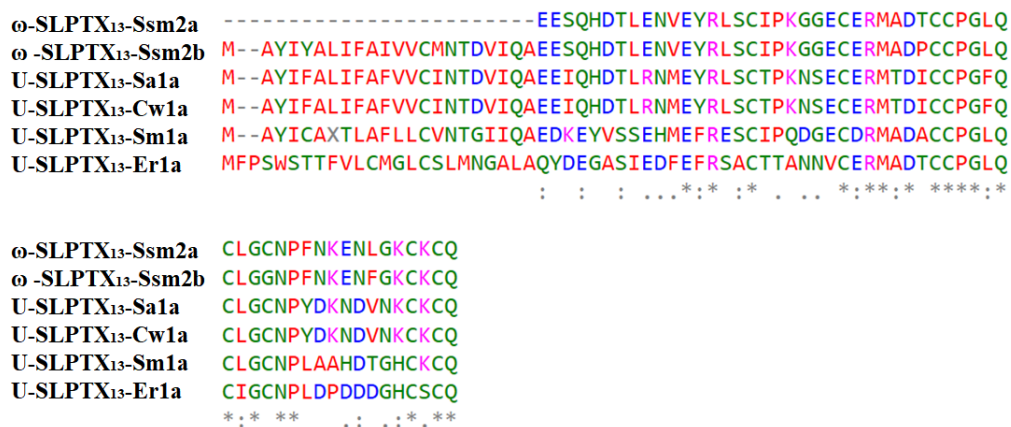 ω-SLPTX₁₃-Ssm2a ------------------------EESQHDTLENVEYRLSCIPKGGECERMADTCCPGLQ
ω -SLPTX₁₃-Ssm2b M--AYIYALIFAIVVCMNTDVIQAEESQHDTLENVEYRLSCIPKGGECERMADPCCPGLQ
U-SLPTX₁₃-Sa1a M--AYIFALIFAFVVCINTDVIQAEEIQHDTLRNMEYRLSCTPKNSECERMTDICCPGFQ
U-SLPTX₁₃-Cw1a M--AYIFALIFAFVVCINTDVIQAEEIQHDTLRNMEYRLSCTPKNSECERMTDICCPGFQ
U-SLPTX₁₃-Sm1a M--AYICAXTLAFLLCVNTGIIQAEDKEYVSSEHMEFRESCIPQDGECDRMADACCPGLQ
U-SLPTX₁₃-Er1a MFPSWSTTFVLCMGLCSLMNGALAQYDEGASIEDFEFRSACTTANNVCERMADTCCPGLQ
:  :  : ...*:* :* . .. *:**:* ****:*
ω-SLPTX₁₃-Ssm2a CLGCNPFNKENLGKCKCQ
ω -SLPTX₁₃-Ssm2b CLGGNPFNKENFGKCKCQ
U-SLPTX₁₃-Sa1a CLGCNPYDKNDVNKCKCQ
U-SLPTX₁₃-Cw1a CLGCNPYDKNDVNKCKCQ
U-SLPTX₁₃-Sm1a CLGCNPLAAHDTGHCKCQ
U-SLPTX₁₃-Er1a CIGCNPLDPDDDGHCSCQ
*:* **   .: .:*.**